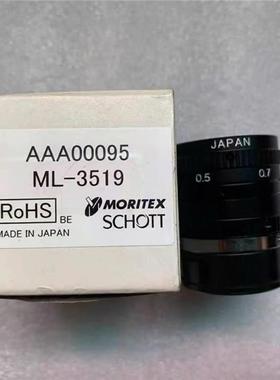 AAA00095
ML-3519
RoHS BE
MORITEX
SCHOTT
MADE IN JAPAN
JAPAN
0.5 0.7